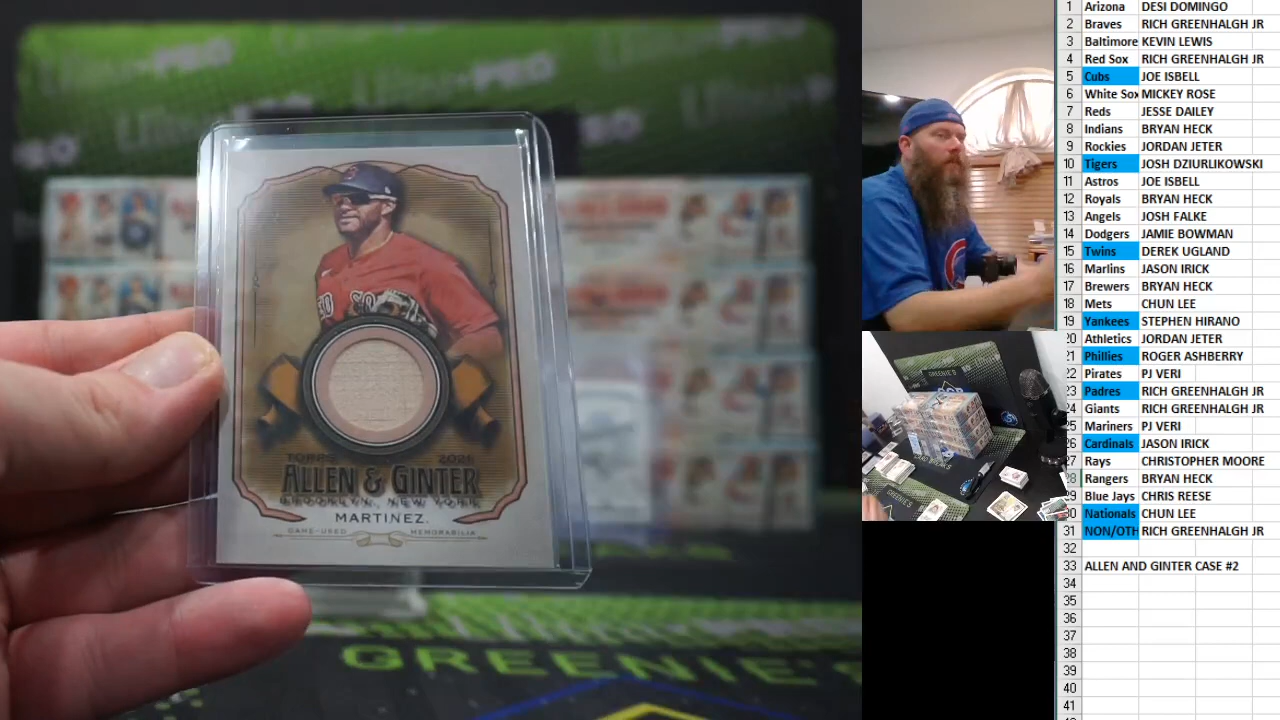 TOPPS 2021
ALLEN & GINTER
BROOKLYN, NEW YORK
MARTINEZ
GAME-USED MEMORABILIA
GREENIE'S
GREENIE'S
1 Arizona DESI DOMINGO
2 Braves RICH GREENHALGH JR
3 Baltimore KEVIN LEWIS
4 Red Sox RICH GREENHALGH JR
5 Cubs JOE ISBELL
6 White Sox MICKEY ROSE
7 Reds JESSE DAILEY
8 Indians BRYAN HECK
9 Rockies JORDAN JETER
10 Tigers JOSH DZIURLIKOWSKI
11 Astros JOE ISBELL
12 Royals BRYAN HECK
13 Angels JOSH FALKE
14 Dodgers JAMIE BOWMAN
15 Twins DEREK UGLAND
16 Marlins JASON IRICK
17 Brewers BRYAN HECK
18 Mets CHUN LEE
19 Yankees STEPHEN HIRANO
20 Athletics JORDAN JETER
21 Phillies ROGER ASHBERRY
22 Pirates PJ VERI
23 Padres RICH GREENHALGH JR
24 Giants RICH GREENHALGH JR
25 Mariners PJ VERI
26 Cardinals JASON IRICK
27 Rays CHRISTOPHER MOORE
28 Rangers BRYAN HECK
29 Blue Jays CHRIS REESE
30 Nationals CHUN LEE
31 NON/OTH RICH GREENHALGH JR
32
33 ALLEN AND GINTER CASE #2
34
35
36
37
38
39
40
41